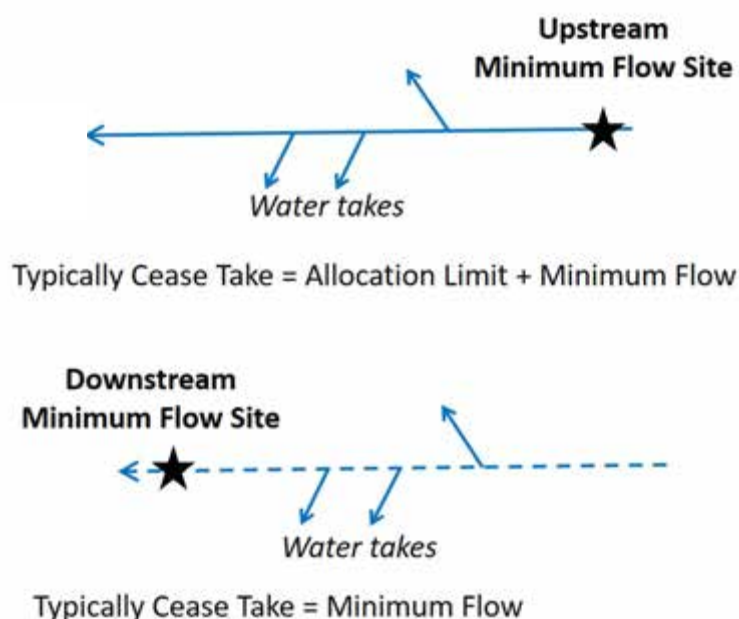 Upstream
Minimum Flow Site
Water takes
Typically Cease Take = Allocation Limit + Minimum Flow
Downstream
Minimum Flow Site
Water takes
Typically Cease Take = Minimum Flow